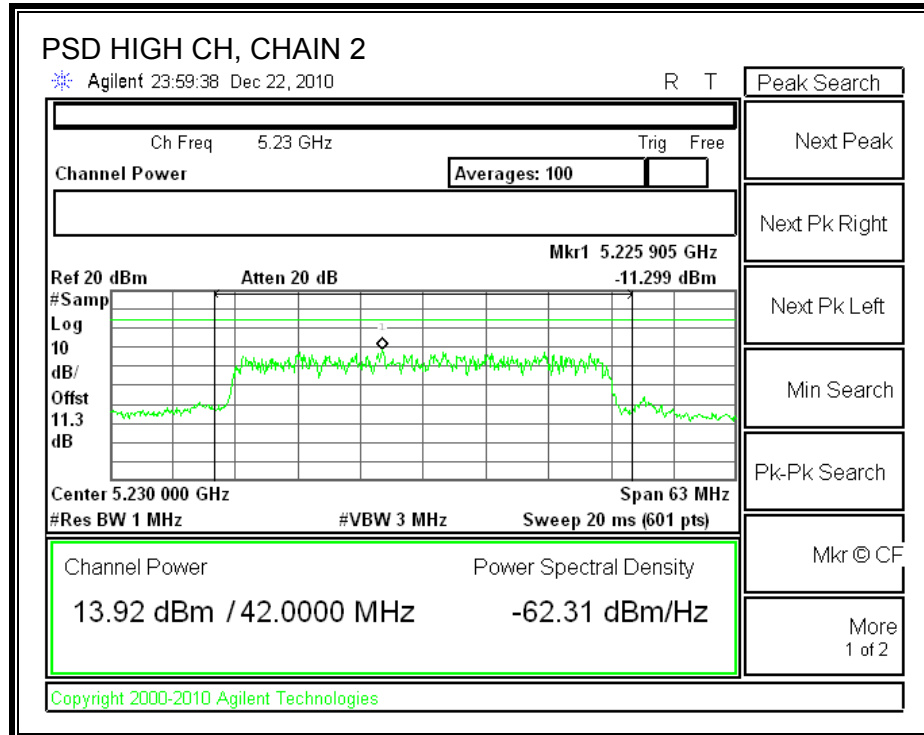 PSD HIGH CH, CHAIN 2
Agilent 23:59:38 Dec 22, 2010 R T
Peak Search
Ch Freq 5.23 GHz Trig Free
Channel Power Averages: 100
Mkr1 5.225 905 GHz
Ref 20 dBm Atten 20 dB -11.299 dBm
#Samp
Log
10
dB/
Offst
11.3
dB
1
Center 5.230 000 GHz Span 63 MHz
#Res BW 1 MHz #VBW 3 MHz Sweep 20 ms (601 pts)
Channel Power Power Spectral Density
13.92 dBm / 42.0000 MHz -62.31 dBm/Hz
Copyright 2000-2010 Agilent Technologies
Next Peak
Next Pk Right
Next Pk Left
Min Search
Pk-Pk Search
Mkr © CF
More
1 of 2